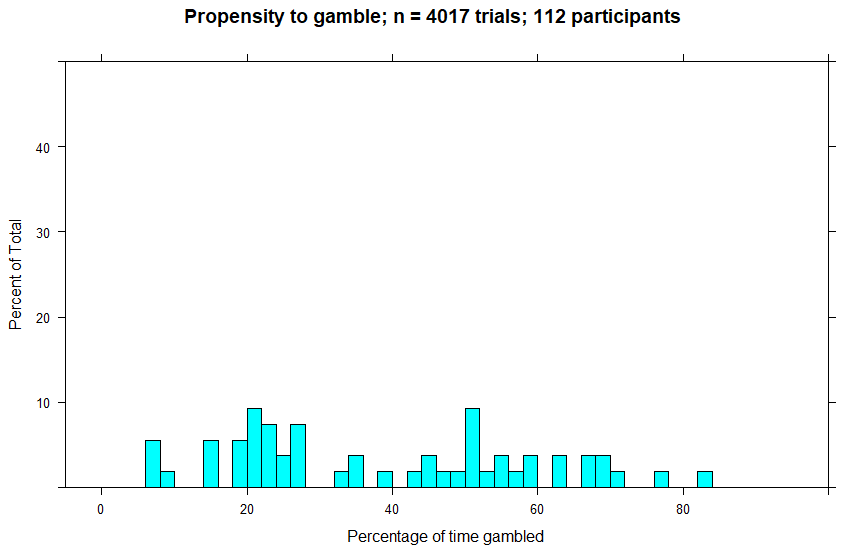 Propensity to gamble; n = 4017 trials; 112 participants
40
30
20
10
Percent of Total
0 20 40 60 80
Percentage of time gambled